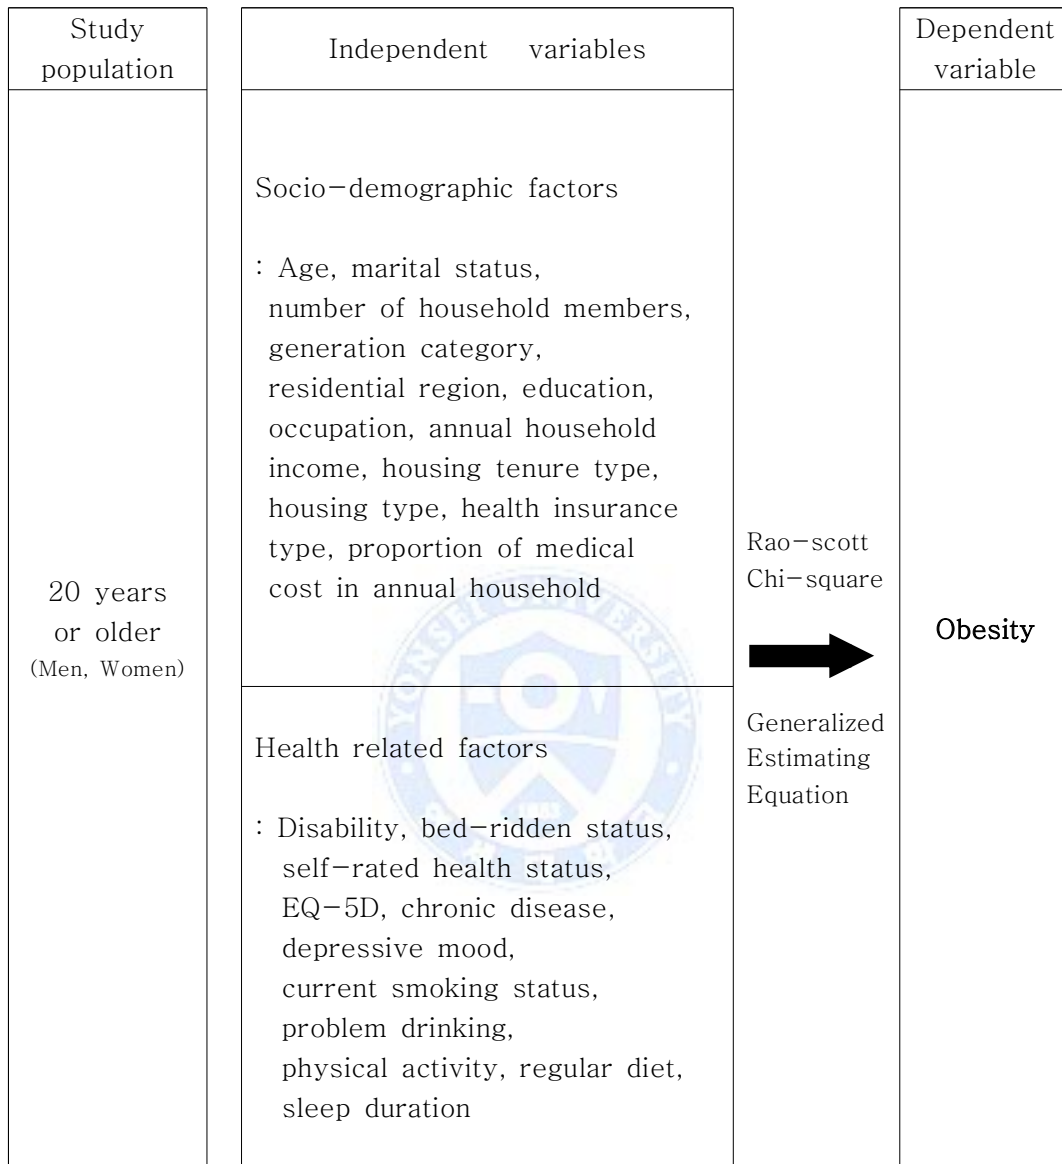 Study
population
Independent variables
Dependent
variable
20 years
or older
(Men, Women)
Socio-demographic factors
: Age, marital status,
number of household members,
generation category,
residential region, education,
occupation, annual household
income, housing tenure type,
housing type, health insurance
type, proportion of medical
cost in annual household
Health related factors
: Disability, bed-ridden status,
self-rated health status,
EQ-5D, chronic disease,
depressive mood,
current smoking status,
problem drinking,
physical activity, regular diet,
sleep duration
Rao-scott
Chi-square
Generalized
Estimating
Equation
Obesity
YONSEI UNIVERSITY